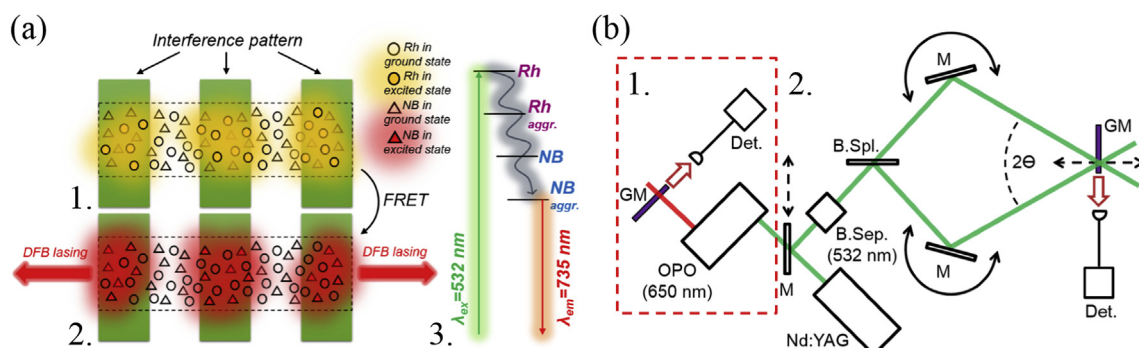 (a)
Interference pattern
Rh in
ground state
Rh in
excited state
NB in
ground state
NB in
excited state
1.
FRET
DFB lasing
DFB lasing
2.
3.
Rh
Rh
aggr.
NB
NB
aggr.
λex=532 nm
λem=735 nm
(b)
1.
Det.
GM
OPO
(650 nm)
2.
M
B.Spl.
2Θ
GM
B.Sep.
(532 nm)
M
M
Nd:YAG
Det.